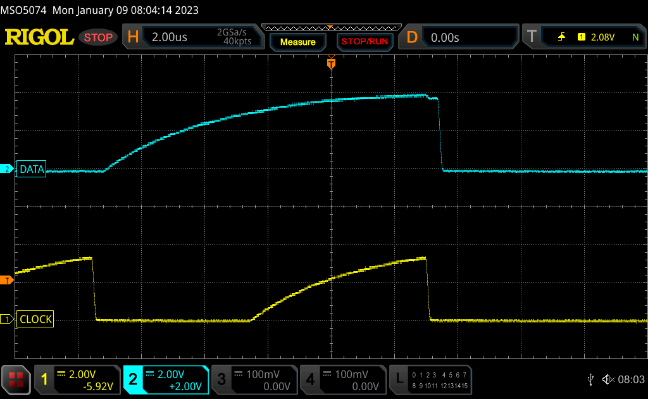 MSO5074 Mon January 09 08:04:14 2023
RIGOL STOP H 2.00us 2GSa/s 40kpts Measure STOP/RUN D 0.00s T 1 2.08V N
T
2 DATA
T
1 CLOCK
1 2.00V -5.92V 2 2.00V +2.00V 3 100mV 0.00V 4 100mV 0.00V L 0 1 2 3 4 5 6 7 8 9 10 11 12 13 14 15 08:03